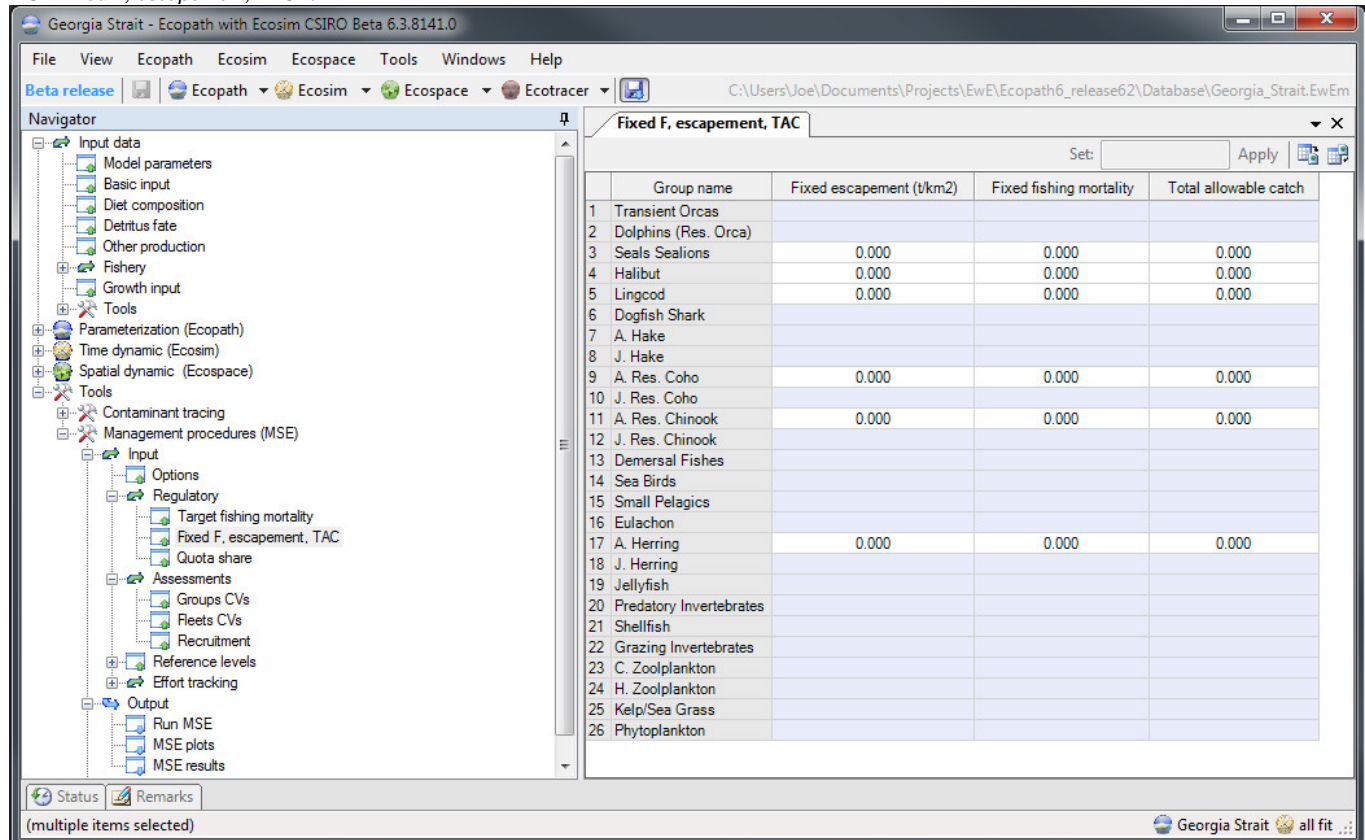 Georgia Strait - Ecopath with Ecosim CSIRO Beta 6.3.8141.0
File View Ecopath Ecosim Ecospace Tools Windows Help
Beta release Ecopath Ecosim Ecospace Ecotracer C:\Users\Joe\Documents\Projects\EwE\Ecopath6_release62\Database\Georgia_Strait.EwEm
Navigator
Input data
Model parameters
Basic input
Diet composition
Detritus fate
Other production
Fishery
Growth input
Tools
Parameterization (Ecopath)
Time dynamic (Ecosim)
Spatial dynamic (Ecospace)
Tools
Contaminant tracing
Management procedures (MSE)
Input
Options
Regulatory
Target fishing mortality
Fixed F, escapement, TAC
Quota share
Assessments
Groups CVs
Fleets CVs
Recruitment
Reference levels
Effort tracking
Output
Run MSE
MSE plots
MSE results
Fixed F, escapement, TAC
Set: Apply
Group name Fixed escapement (t/km2) Fixed fishing mortality Total allowable catch
1 Transient Orcas
2 Dolphins (Res. Orca)
3 Seals Sealions 0.000 0.000 0.000
4 Halibut 0.000 0.000 0.000
5 Lingcod 0.000 0.000 0.000
6 Dogfish Shark
7 A. Hake
8 J. Hake
9 A. Res. Coho 0.000 0.000 0.000
10 J. Res. Coho
11 A. Res. Chinook 0.000 0.000 0.000
12 J. Res. Chinook
13 Demersal Fishes
14 Sea Birds
15 Small Pelagics
16 Eulachon
17 A. Herring 0.000 0.000 0.000
18 J. Herring
19 Jellyfish
20 Predatory Invertebrates
21 Shellfish
22 Grazing Invertebrates
23 C. Zoolplankton
24 H. Zoolplankton
25 Kelp/Sea Grass
26 Phytoplankton
Status Remarks
(multiple items selected) Georgia Strait all fit